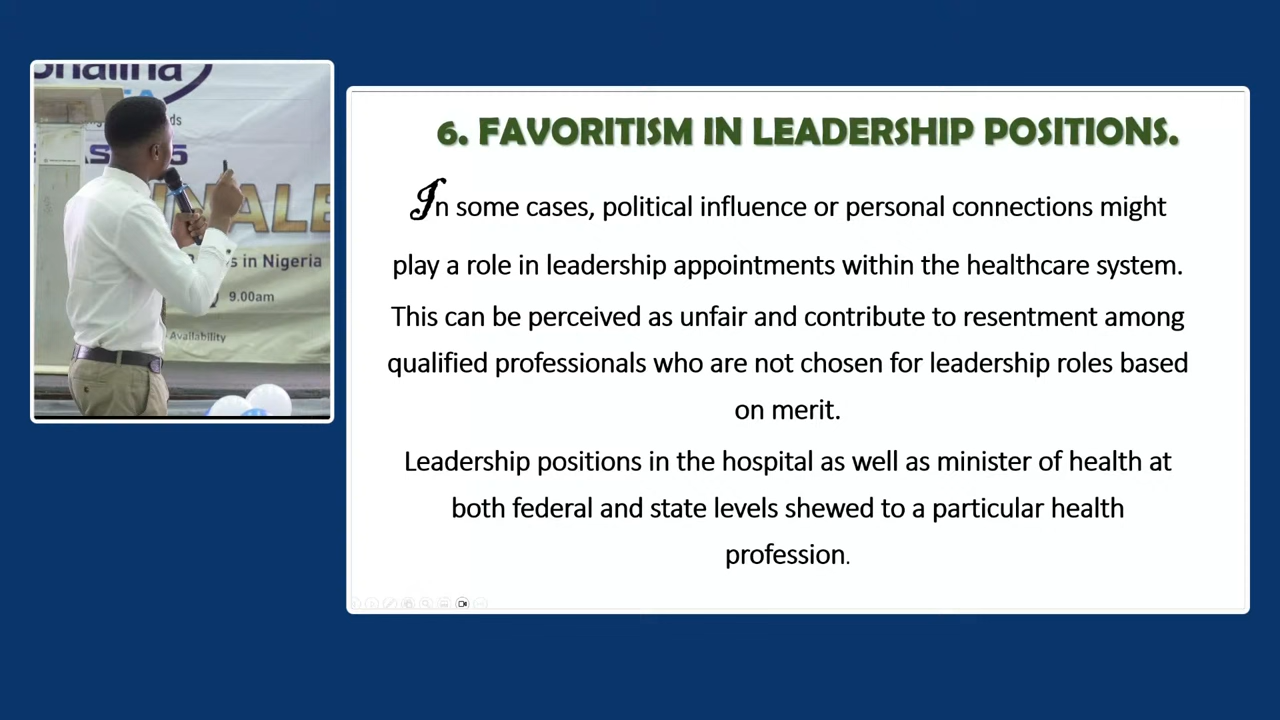 ds
6. FAVORITISM IN LEADERSHIP POSITIONS.
In some cases, political influence or personal connections might
play a role in leadership appointments within the healthcare system.
This can be perceived as unfair and contribute to resentment among
qualified professionals who are not chosen for leadership roles based
on merit.
Leadership positions in the hospital as well as minister of health at
both federal and state levels shewed to a particular health
profession.
s in Nigeria
9.00am
Availability